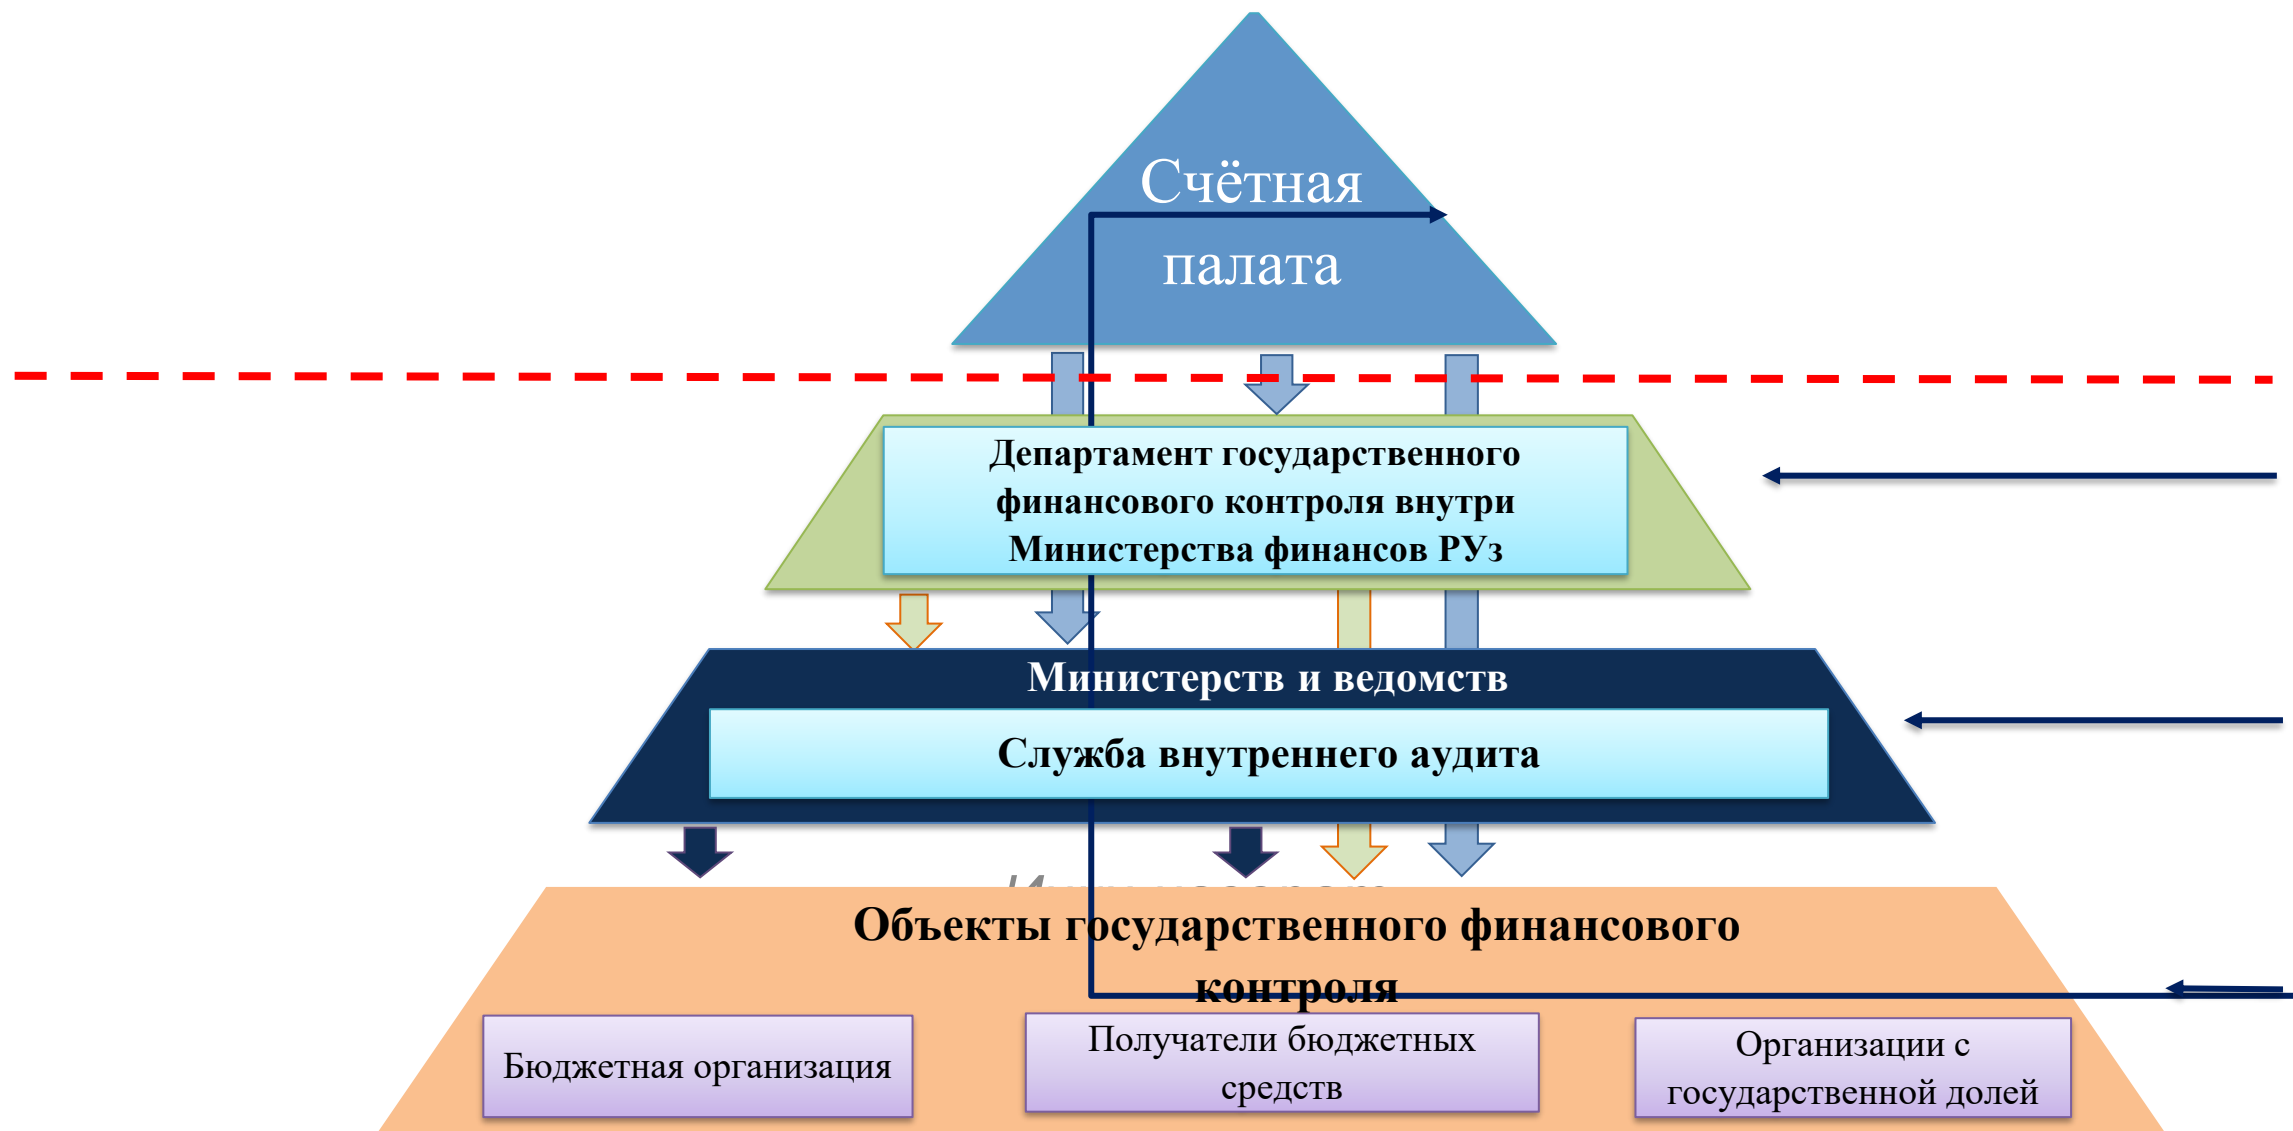 Счётная
палата
Департамент государственного
финансового контроля внутри
Министерства финансов РУз
Министерств и ведомств
Служба внутреннего аудита
Объекты государственного финансового
контроля
Бюджетная организация
Получатели бюджетных
средств
Организации с
государственной долей